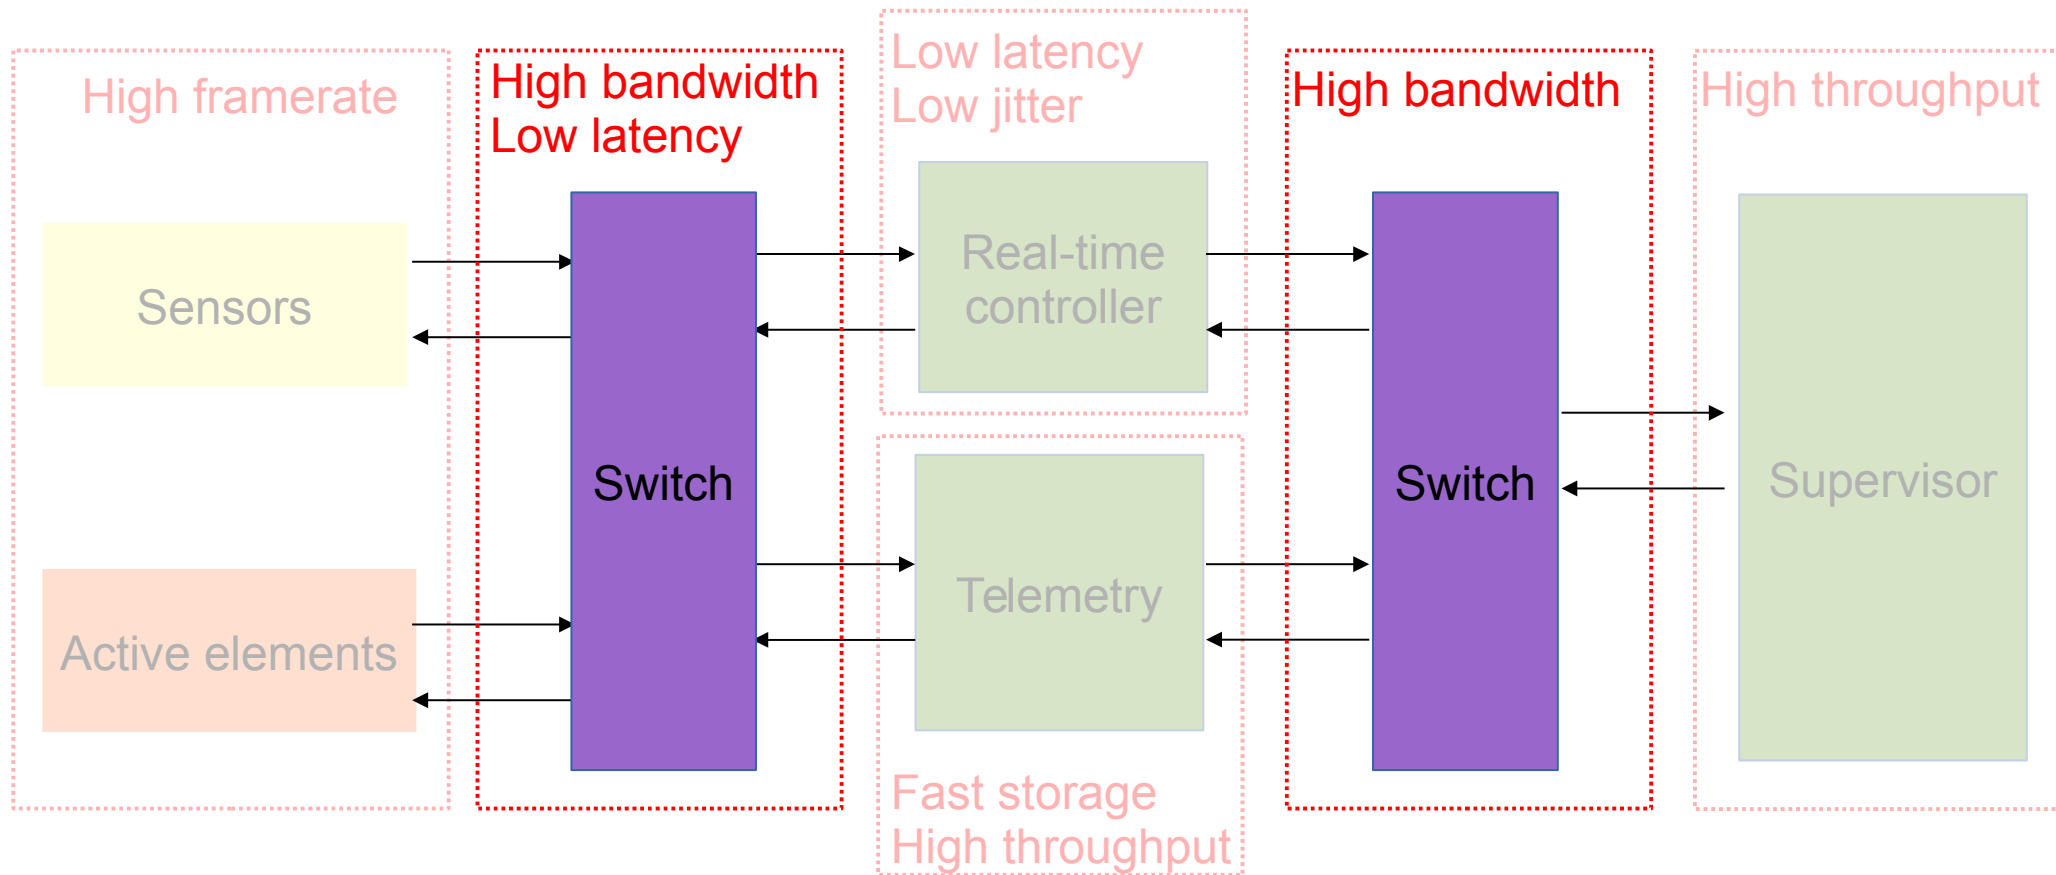 High framerate
Sensors
Active elements
High bandwidth
Low latency
Switch
Low latency
Low jitter
Real-time
controller
Telemetry
Fast storage
High throughput
High bandwidth
Switch
High throughput
Supervisor